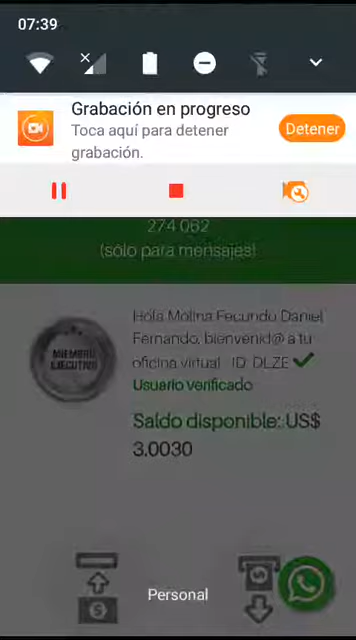 07:39
Grabación en progreso
Toca aquí para detener
grabación.
Detener
274 062
(sólo para mensajes)
MIEMBRO
EJECUTIVO
Hola Molina Fecundo Daniel
Fernando, bienvenid@ a tu
oficina virtual ID: DLZE
Usuario verificado
Saldo disponible: US$
3.0030
Personal